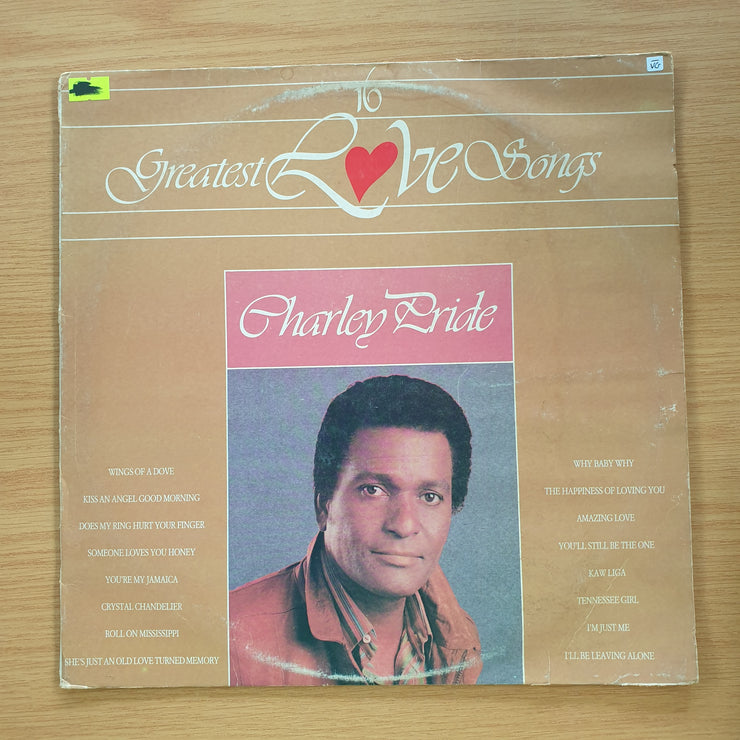 VG
16
Greatest Love Songs
Charley Pride
WINGS OF A DOVE
KISS AN ANGEL GOOD MORNING
DOES MY RING HURT YOUR FINGER
SOMEONE LOVES YOU HONEY
YOU'RE MY JAMAICA
CRYSTAL CHANDELIER
ROLL ON MISSISSIPPI
SHE'S JUST AN OLD LOVE TURNED MEMORY
WHY BABY WHY
THE HAPPINESS OF LOVING YOU
AMAZING LOVE
YOU'LL STILL BE THE ONE
KAW LIGA
TENNESSEE GIRL
I'M JUST ME
I'LL BE LEAVING ALONE